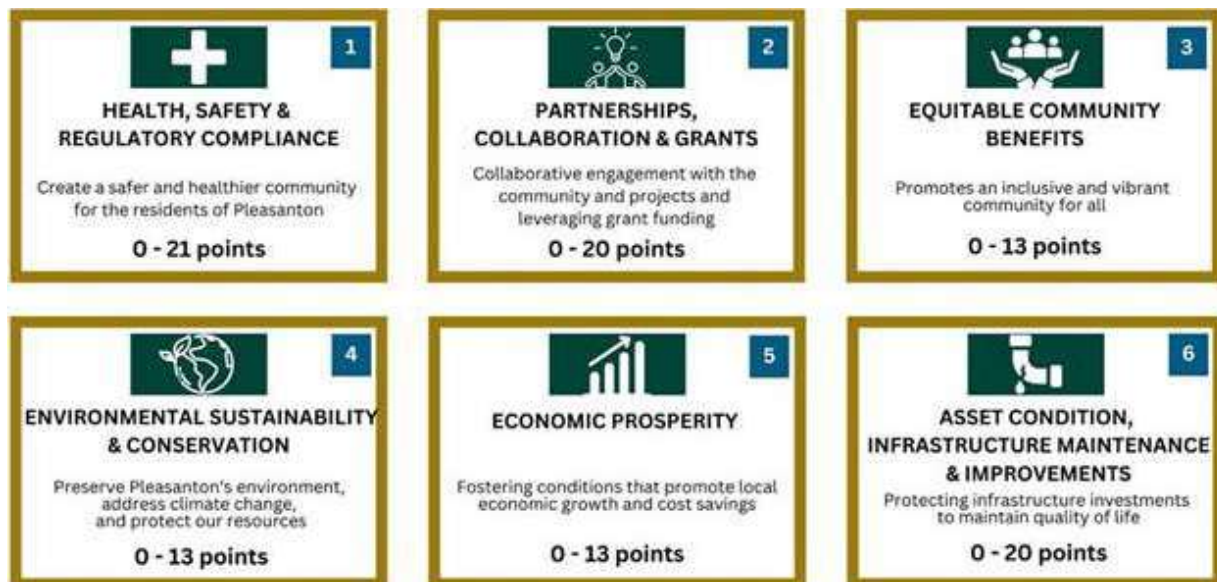 1
HEALTH, SAFETY &
REGULATORY COMPLIANCE
Create a safer and healthier community
for the residents of Pleasanton
0 - 21 points
2
PARTNERSHIPS,
COLLABORATION & GRANTS
Collaborative engagement with the
community and projects and
leveraging grant funding
0 - 20 points
3
EQUITABLE COMMUNITY
BENEFITS
Promotes an inclusive and vibrant
community for all
0 - 13 points
4
ENVIRONMENTAL SUSTAINABILITY
& CONSERVATION
Preserve Pleasanton's environment,
address climate change,
and protect our resources
0 - 13 points
5
ECONOMIC PROSPERITY
Fostering conditions that promote local
economic growth and cost savings
0 - 13 points
6
ASSET CONDITION,
INFRASTRUCTURE MAINTENANCE
& IMPROVEMENTS
Protecting infrastructure investments
to maintain quality of life
0 - 20 points